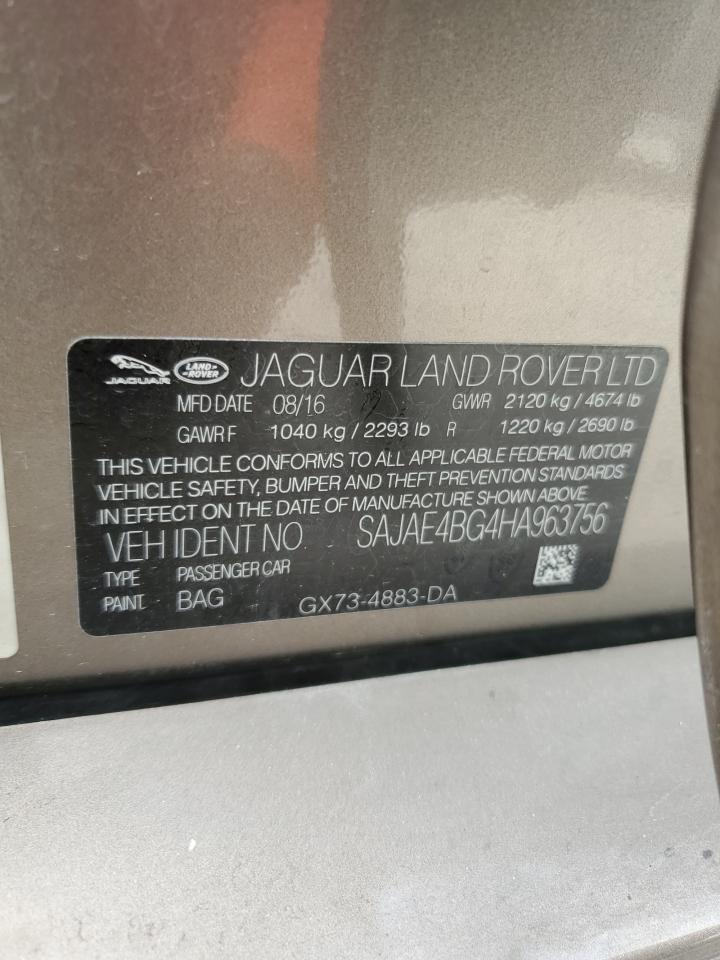 JAGUAR LAND ROVER JAGUAR LAND ROVER LTD
MFD DATE 08/16 GVWR 2120 kg / 4674 lb
GAWR F 1040 kg / 2293 lb R 1220 kg / 2690 lb
THIS VEHICLE CONFORMS TO ALL APPLICABLE FEDERAL MOTOR
VEHICLE SAFETY, BUMPER AND THEFT PREVENTION STANDARDS
IN EFFECT ON THE DATE OF MANUFACTURE SHOWN ABOVE
VEH IDENT NO SAJAE4BG4HA963756
TYPE PASSENGER CAR
PAINT BAG GX73-4883-DA